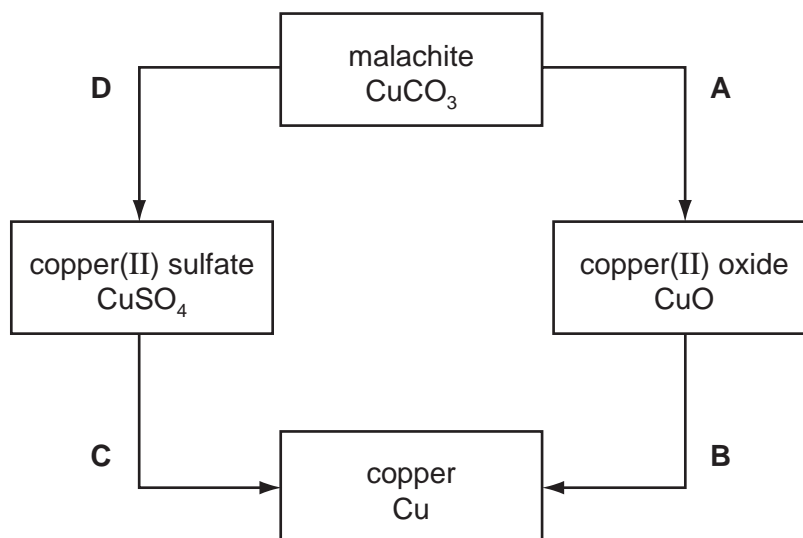 malachite
CuCO₃
D
A
copper(II) sulfate
CuSO₄
copper(II) oxide
CuO
C
B
copper
Cu